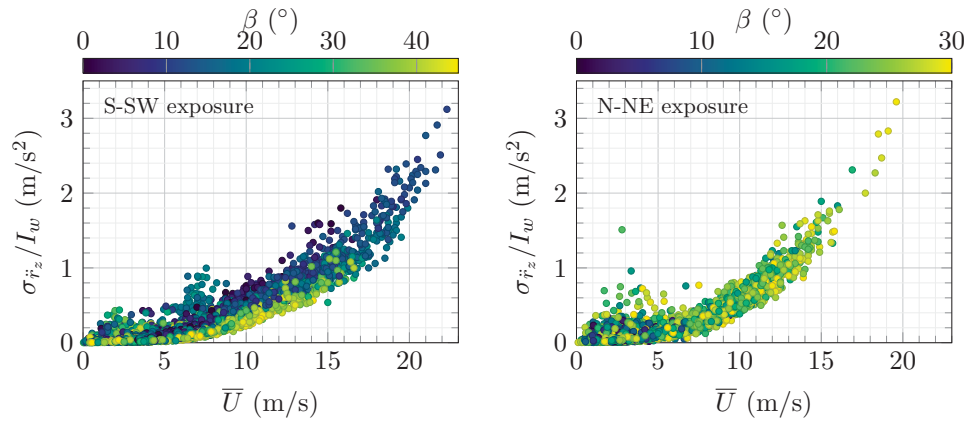 β (°)
0 10 20 30 40
S-SW exposure
σ_{r̈_z}/I_w (m/s²)
3
2
1
0
0 5 10 15 20
U̅ (m/s)
β (°)
0 10 20 30
N-NE exposure
σ_{r̈_z}/I_w (m/s²)
3
2
1
0
0 5 10 15 20
U̅ (m/s)